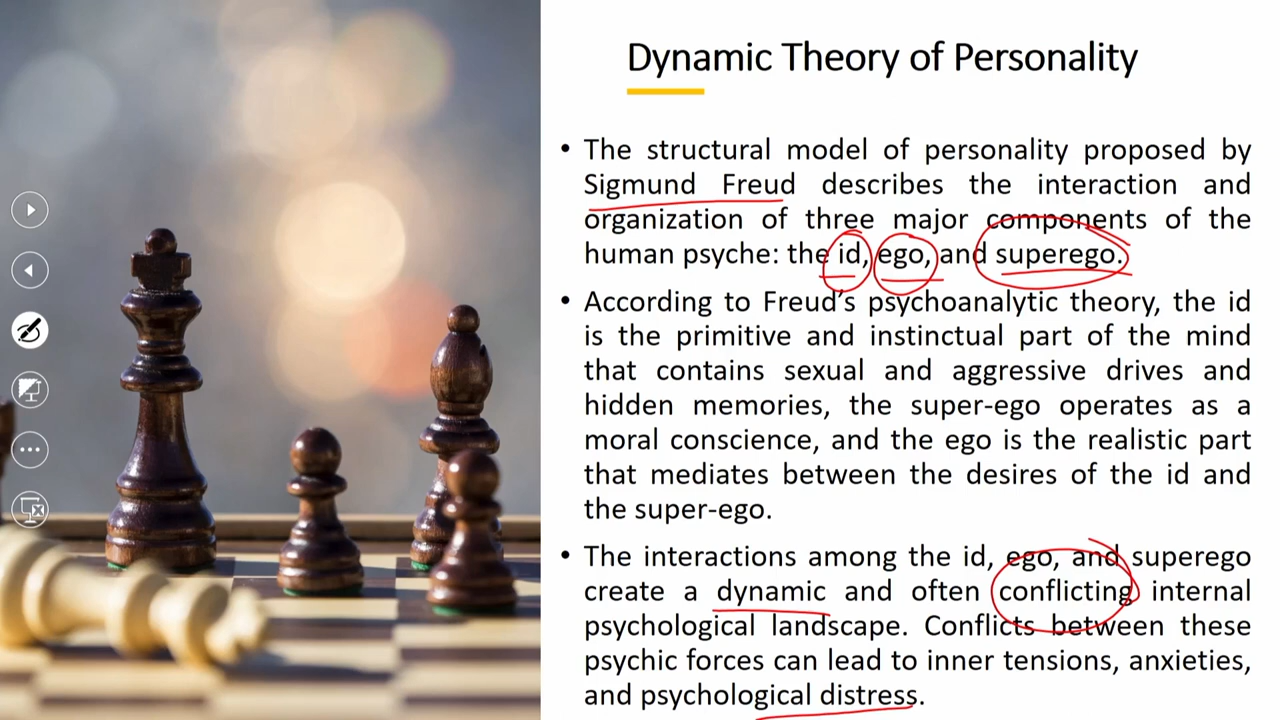 Dynamic Theory of Personality
• The structural model of personality proposed by
Sigmund Freud describes the interaction and
organization of three major components of the
human psyche: the id, ego, and superego.
• According to Freud’s psychoanalytic theory, the id
is the primitive and instinctual part of the mind
that contains sexual and aggressive drives and
hidden memories, the super-ego operates as a
moral conscience, and the ego is the realistic part
that mediates between the desires of the id and
the super-ego.
• The interactions among the id, ego, and superego
create a dynamic and often conflicting internal
psychological landscape. Conflicts between these
psychic forces can lead to inner tensions, anxieties,
and psychological distress.